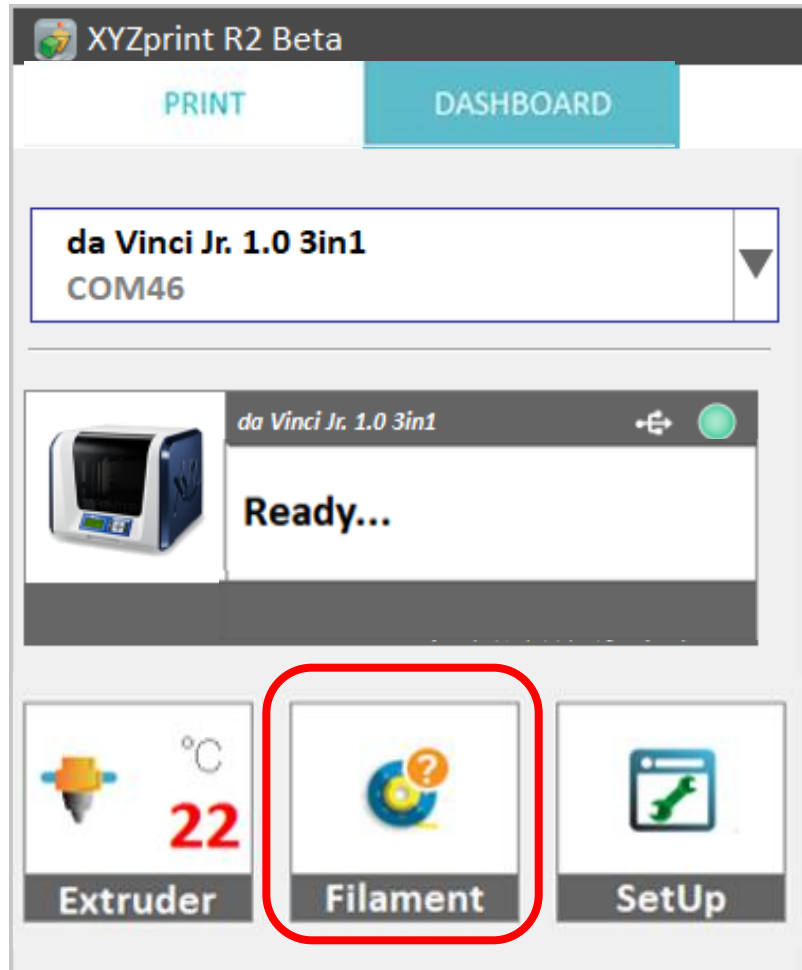 XYZprint R2 Beta
PRINT DASHBOARD
da Vinci Jr. 1.0 3in1
COM46
da Vinci Jr. 1.0 3in1
Ready...
°C
22
?
Extruder Filament SetUp